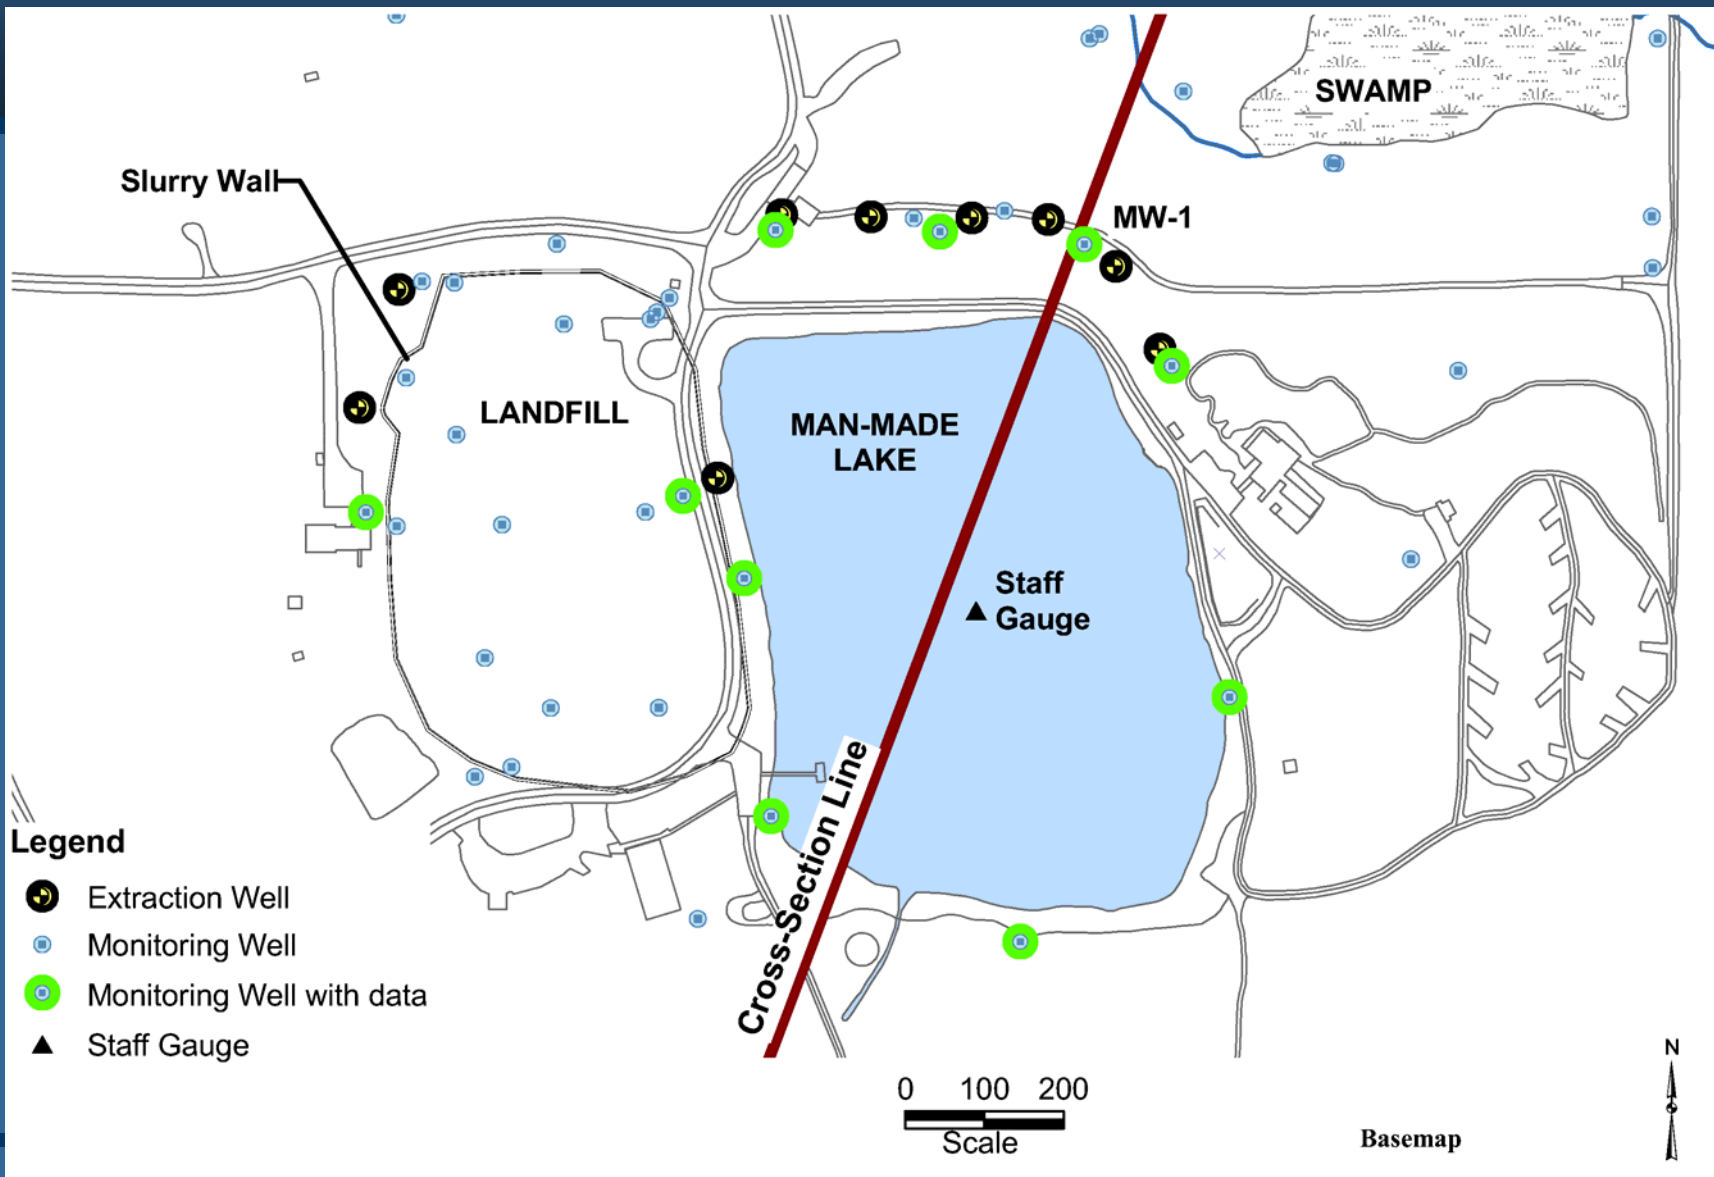 SWAMP
Slurry Wall
MW-1
LANDFILL
MAN-MADE
LAKE
Staff
Gauge
Cross-Section Line
Legend
Extraction Well
Monitoring Well
Monitoring Well with data
Staff Gauge
0 100 200
Scale
Basemap
N